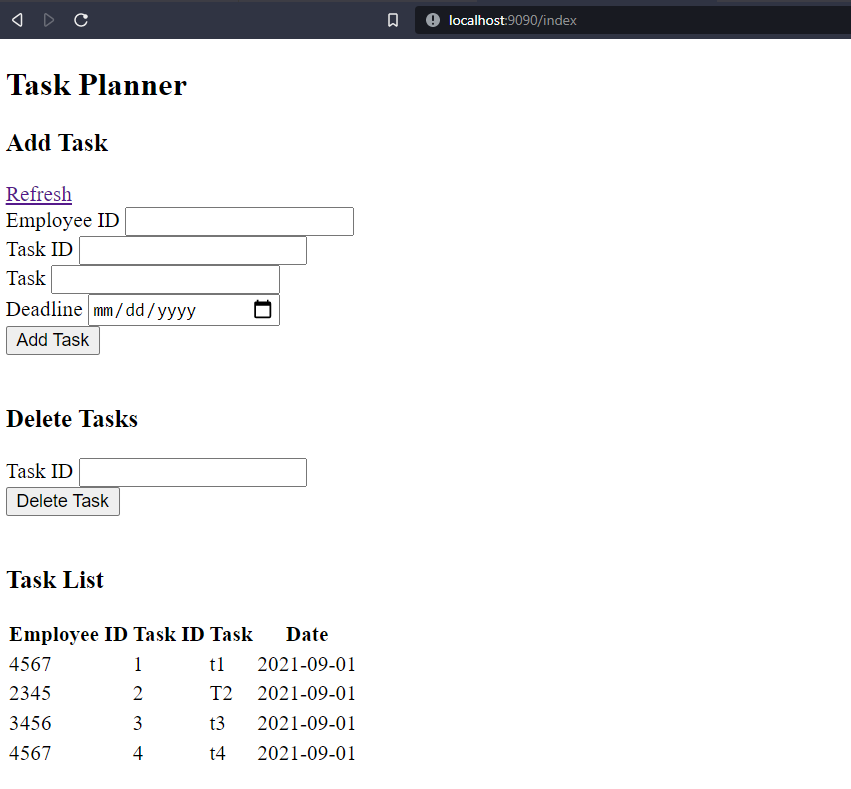 localhost:9090/index
Task Planner
Add Task
Refresh
Employee ID
Task ID
Task
Deadline mm/dd/yyyy
Add Task
Delete Tasks
Task ID
Delete Task
Task List
Employee ID Task ID Task Date
4567 1 t1 2021-09-01
2345 2 T2 2021-09-01
3456 3 t3 2021-09-01
4567 4 t4 2021-09-01